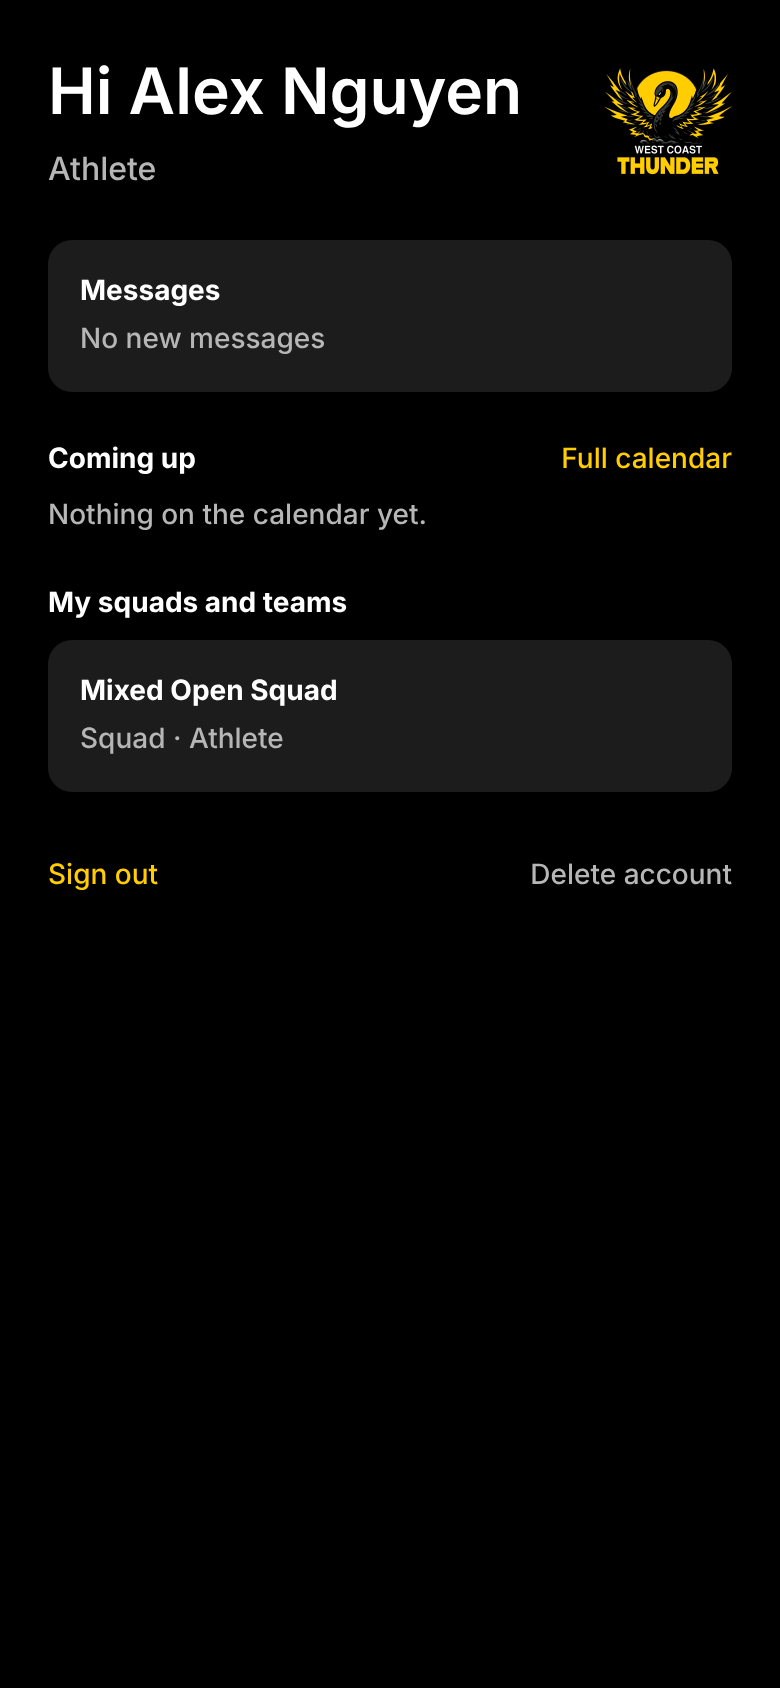 Hi Alex Nguyen
Athlete
WEST COAST
THUNDER
Messages
No new messages
Coming up
Full calendar
Nothing on the calendar yet.
My squads and teams
Mixed Open Squad
Squad · Athlete
Sign out
Delete account